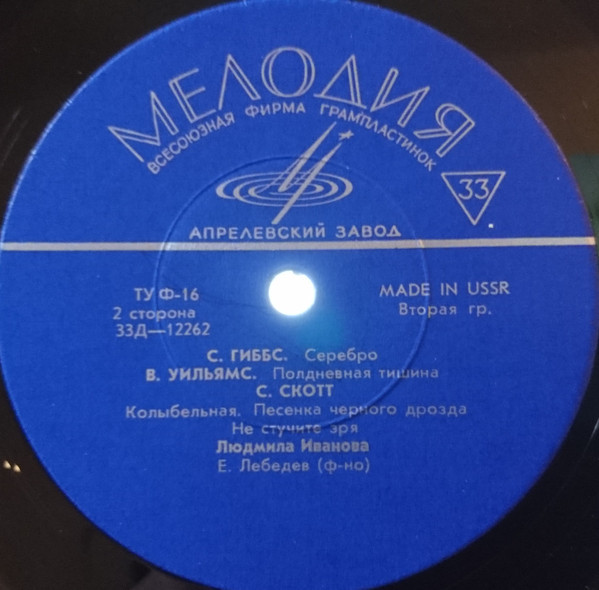 МЕЛОДИЯ
ВСЕСОЮЗНАЯ ФИРМА ГРАМПЛАСТИНОК
33
АПРЕЛЕВСКИЙ ЗАВОД
ТУ Ф-16
2 сторона
33Д—12262
MADE IN USSR
Вторая гр.
С. ГИББС. Серебро
В. УИЛЬЯМС. Полдневная тишина
С. СКОТТ
Колыбельная. Песенка черного дрозда
Не стучите зря
Людмила Иванова
Е. Лебедев (ф-но)